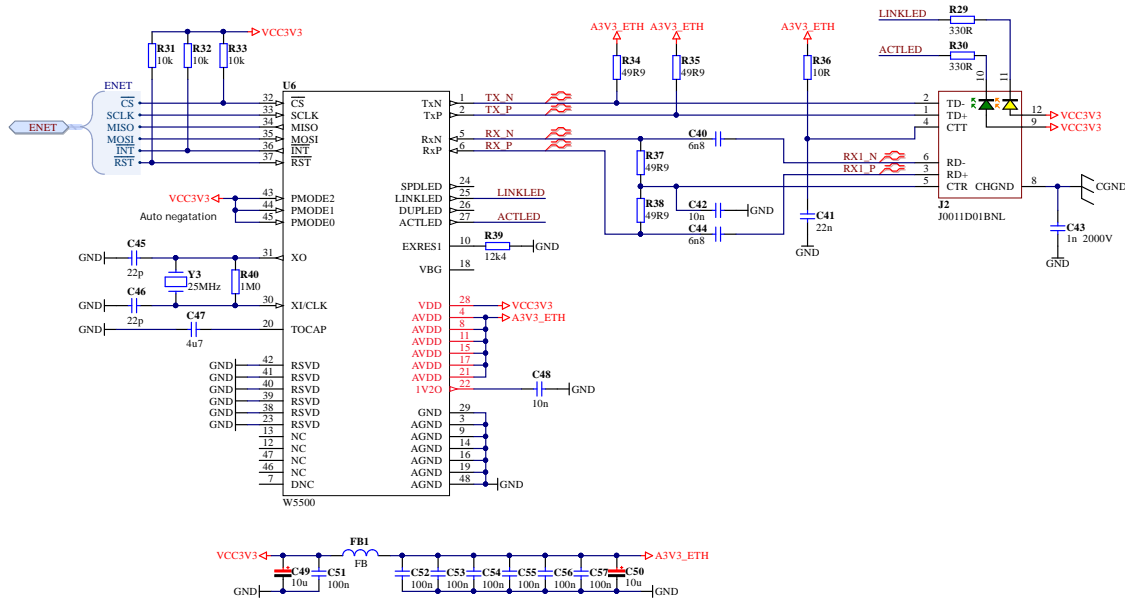 LINKLED
R29
330R
ACTLED
R30
330R
10
11
VCC3V3
R31
10k
R32
10k
R33
10k
A3V3_ETH
R34
49R9
A3V3_ETH
R35
49R9
A3V3_ETH
R36
10R
ENET
ENET
CS
SCLK
MISO
MOSI
INT
RST
U6
32 CS
33 SCLK
34 MISO
35 MOSI
36 INT
37 RST
TxN 1 TX_N
TxP 2 TX_P
RxN 5 RX_N
RxP 6 RX_P
C40
6n8
R37
49R9
R38
49R9
C42
10n
GND
C44
6n8
C41
22n
GND
RX1_N
RX1_P
2 TD-
1 TD+
4 CTT
6 RD-
3 RD+
5 CTR
CHGND 8
12 VCC3V3
9 VCC3V3
J2
J0011D01BNL
CGND
C43
1n 2000V
GND
VCC3V3
43 PMODE2
44 PMODE1
45 PMODE0
Auto negatation
SPDLED 24
LINKLED 25 LINKLED
DUPLED 26
ACTLED 27 ACTLED
EXRES1 10
R39
12k4
GND
VBG 18
GND
C45
22p
31 XO
Y3
25MHz
R40
1M0
GND
C46
22p
30 XI/CLK
GND
C47
4u7
20 TOCAP
VDD 28 VCC3V3
AVDD 4 A3V3_ETH
AVDD 8
AVDD 11
AVDD 15
AVDD 17
AVDD 21
1V2O 22
C48
10n
GND
GND 42 RSVD
GND 41 RSVD
GND 40 RSVD
GND 39 RSVD
GND 38 RSVD
GND 23 RSVD
13 NC
12 NC
47 NC
46 NC
7 DNC
GND 29
AGND 3
AGND 9
AGND 14
AGND 16
AGND 19
AGND 48 GND
W5500
VCC3V3
FB1
FB
A3V3_ETH
C49
10u
C51
100n
C52
100n
C53
100n
C54
100n
C55
100n
C56
100n
C57
100n
C50
10u
GND
GND